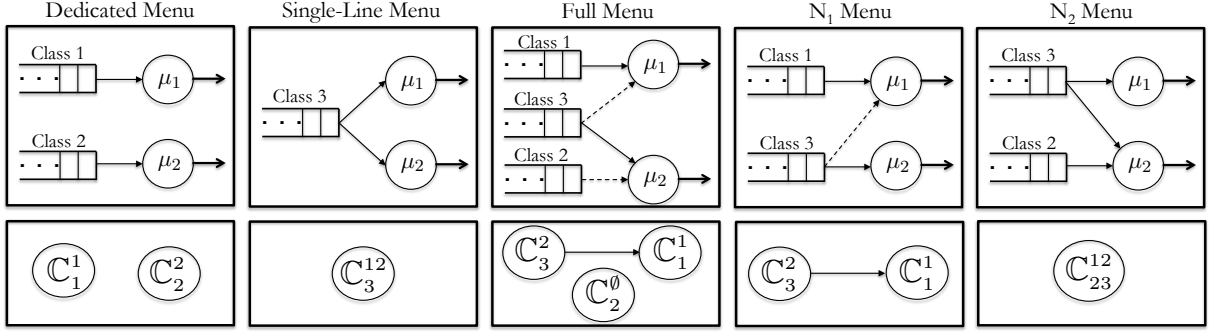 Dedicated Menu
Class 1
μ₁
Class 2
μ₂
ℂ₁¹ ℂ₂²
Single-Line Menu
Class 3
μ₁
μ₂
ℂ₃¹²
Full Menu
Class 1
μ₁
Class 3
Class 2
μ₂
ℂ₃² ℂ₁¹
ℂ₂^∅
N₁ Menu
Class 1
μ₁
Class 3
μ₂
ℂ₃² ℂ₁¹
N₂ Menu
Class 3
μ₁
Class 2
μ₂
ℂ₂₃¹²